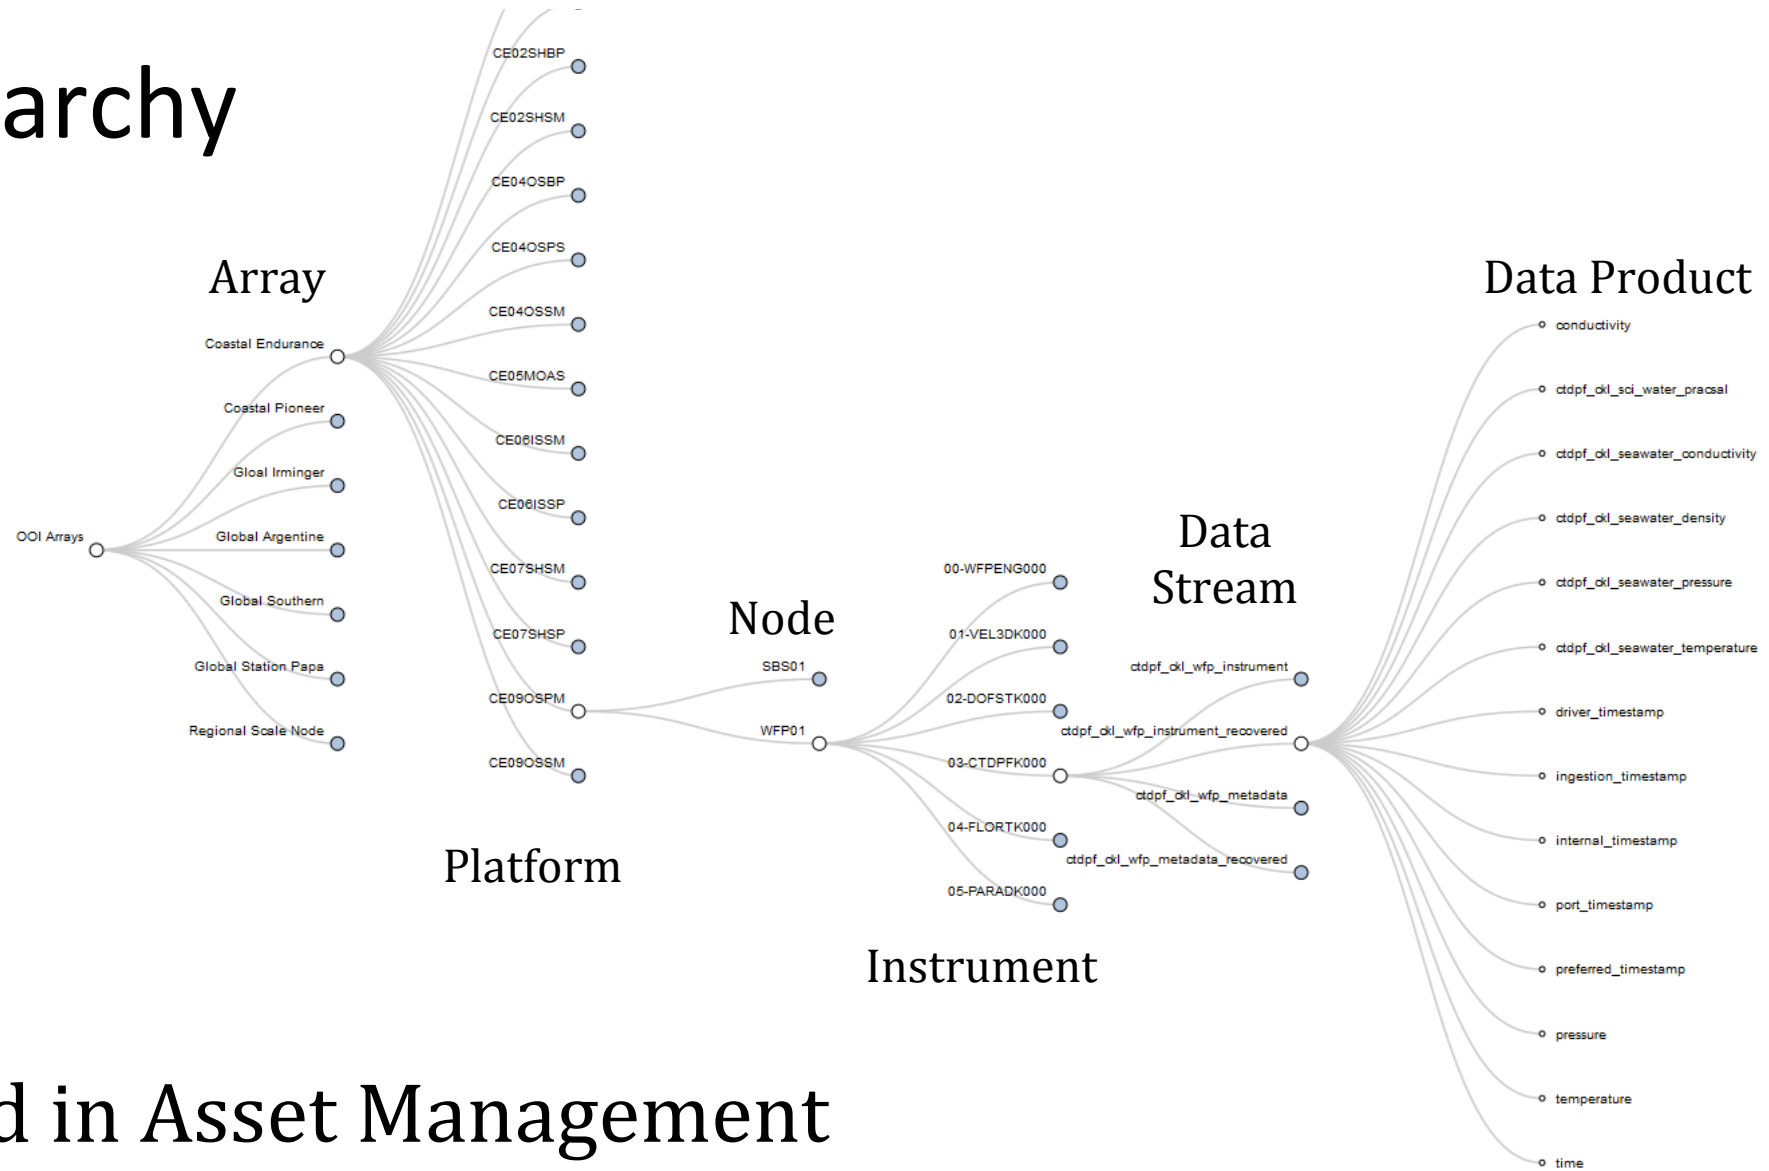 archy
Array
OOI Arrays
Coastal Endurance
Coastal Pioneer
Gloal Irminger
Global Argentine
Global Southern
Global Station Papa
Regional Scale Node
CE02SHBP
CE02SHSM
CE04OSBP
CE04OSPS
CE04OSSM
CE05MOAS
CE06ISSM
CE06ISSP
CE07SHSM
CE07SHSP
CE09OSPM
CE09OSSM
Platform
Node
SBS01
WFP01
00-WFPENG000
01-VEL3DK000
02-DOFSTK000
03-CTDPFK000
04-FLORTK000
05-PARADK000
Instrument
Data
Stream
ctdpf_ckl_wfp_instrument
ctdpf_ckl_wfp_instrument_recovered
ctdpf_ckl_wfp_metadata
ctdpf_ckl_wfp_metadata_recovered
Data Product
conductivity
ctdpf_ckl_sci_water_pracsal
ctdpf_ckl_seawater_conductivity
ctdpf_ckl_seawater_density
ctdpf_ckl_seawater_pressure
ctdpf_ckl_seawater_temperature
driver_timestamp
ingestion_timestamp
internal_timestamp
port_timestamp
preferred_timestamp
pressure
temperature
time
d in Asset Management